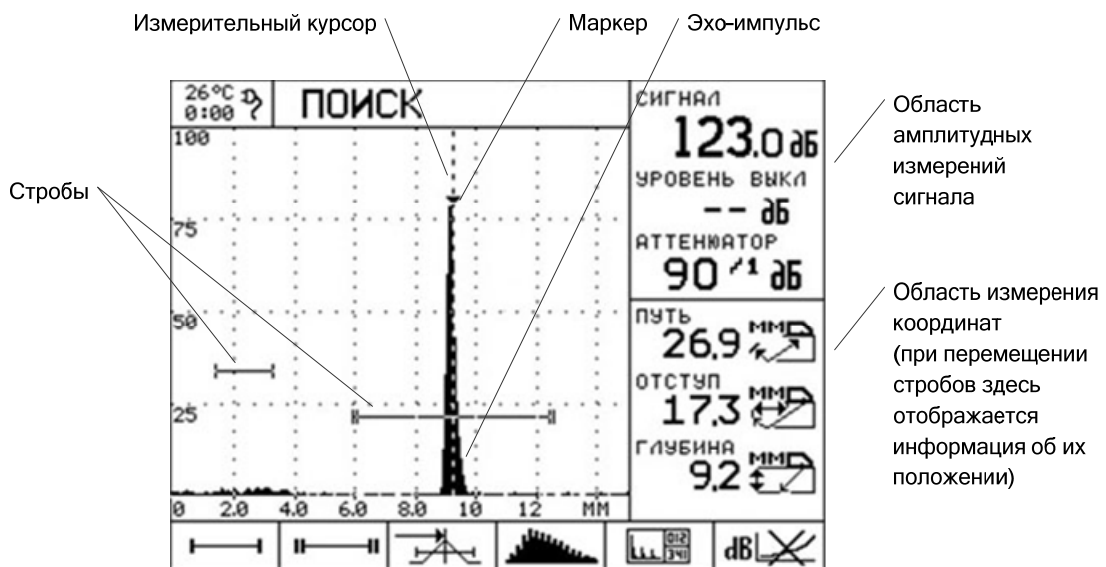 Измерительный курсор
Маркер
Эхо-импульс
26°C
0:00
ПОИСК
Стробы
100
75
50
25
0 2.0 4.0 6.0 8.0 10 12 ММ
СИГНАЛ
123.0 дБ
УРОВЕНЬ ВЫКЛ
-- дБ
АТТЕНЮАТОР
90 /1 дБ
ПУТЬ
26,9 ММ
ОТСТУП
17,3 ММ
ГЛУБИНА
9,2 ММ
Область
амплитудных
измерений
сигнала
Область измерения
координат
(при перемещении
стробов здесь
отображается
информация об их
положении)
012
341
dB